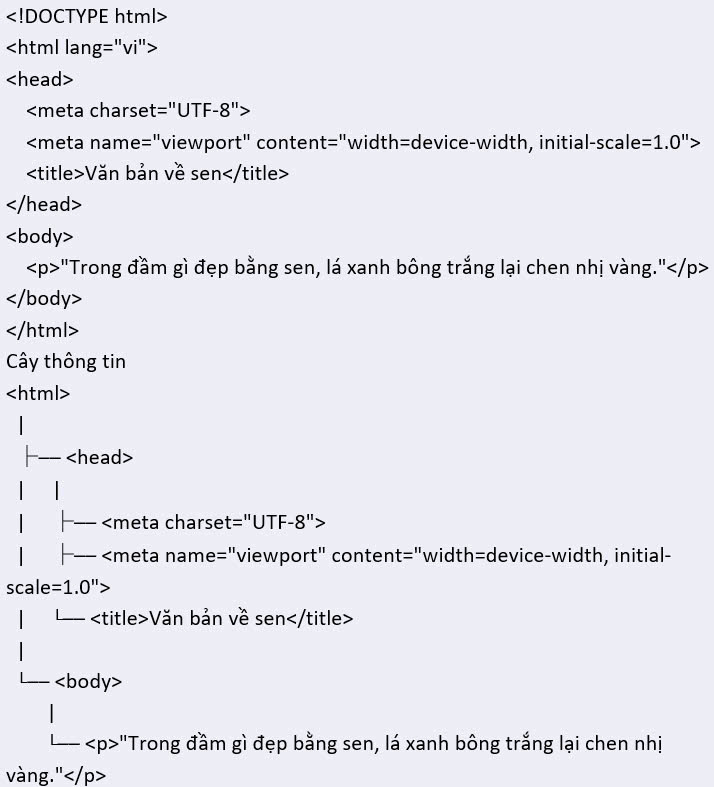 <!DOCTYPE html>
<html lang="vi">
<head>
    <meta charset="UTF-8">
    <meta name="viewport" content="width=device-width, initial-scale=1.0">
    <title>Văn bản về sen</title>
</head>
<body>
    <p>"Trong đầm gì đẹp bằng sen, lá xanh bông trắng lại chen nhị vàng."</p>
</body>
</html>
Cây thông tin
<html>
  |
  ├── <head>
  |     |
  |     ├── <meta charset="UTF-8">
  |     ├── <meta name="viewport" content="width=device-width, initial-
scale=1.0">
  |     └── <title>Văn bản về sen</title>
  |
  └── <body>
        |
        └── <p>"Trong đầm gì đẹp bằng sen, lá xanh bông trắng lại chen nhị
vàng."</p>